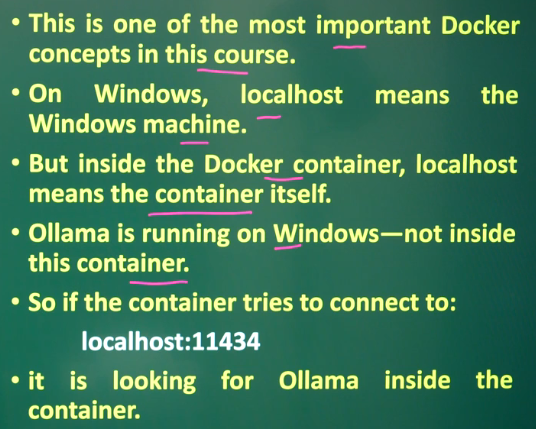 • This is one of the most important Docker
concepts in this course.
• On Windows, localhost means the
Windows machine.
• But inside the Docker container, localhost
means the container itself.
• Ollama is running on Windows—not inside
this container.
• So if the container tries to connect to:
localhost:11434
• it is looking for Ollama inside the
container.